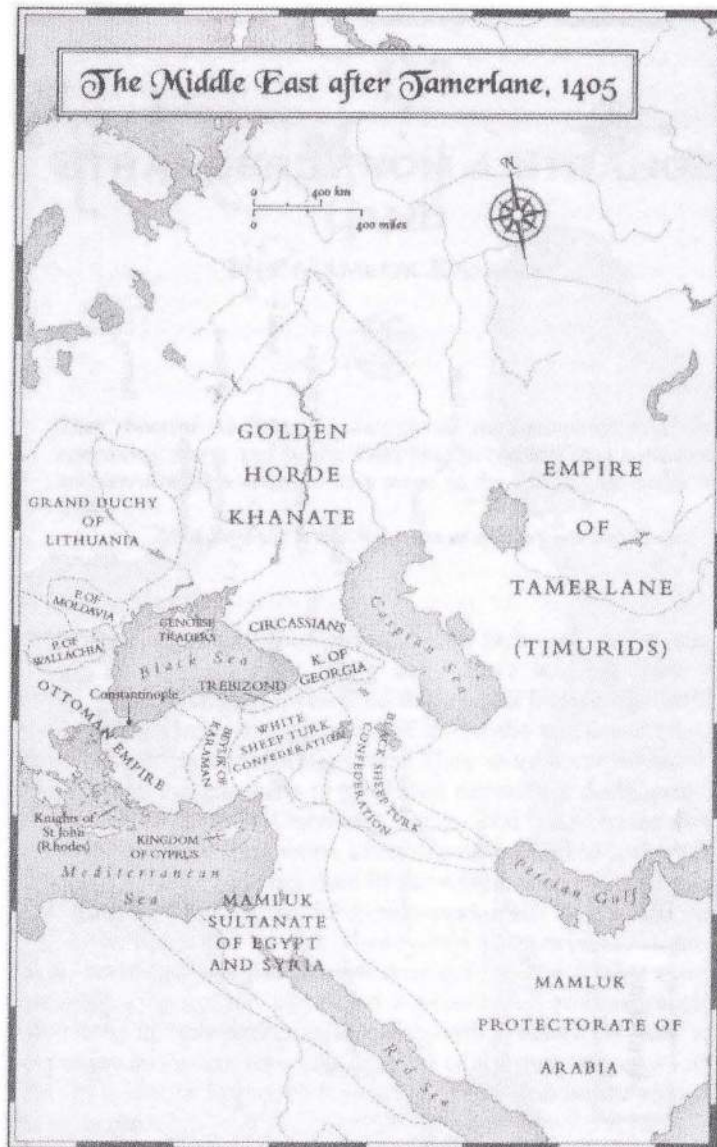 The Middle East after Tamerlane, 1405
N
0 400 km
0 400 miles
GOLDEN
HORDE
KHANATE
EMPIRE
OF
TAMERLANE
(TIMURIDS)
GRAND DUCHY
OF
LITHUANIA
P. OF
MOLDAVIA
P. OF
WALLACHIA
GENOESE
TRADERS
Black Sea
CIRCASSIANS
Caspian Sea
K. OF
GEORGIA
TREBIZOND
Constantinople
OTTOMAN EMPIRE
BEYLIK OF
KARAMAN
WHITE
SHEEP TURK
CONFEDERATION
BLACK SHEEP TURK
CONFEDERATION
Knights of
St John
(Rhodes)
KINGDOM
OF CYPRUS
Mediterranean
Sea
Persian Gulf
MAMLUK
SULTANATE
OF EGYPT
AND SYRIA
MAMLUK
PROTECTORATE OF
ARABIA
Red Sea